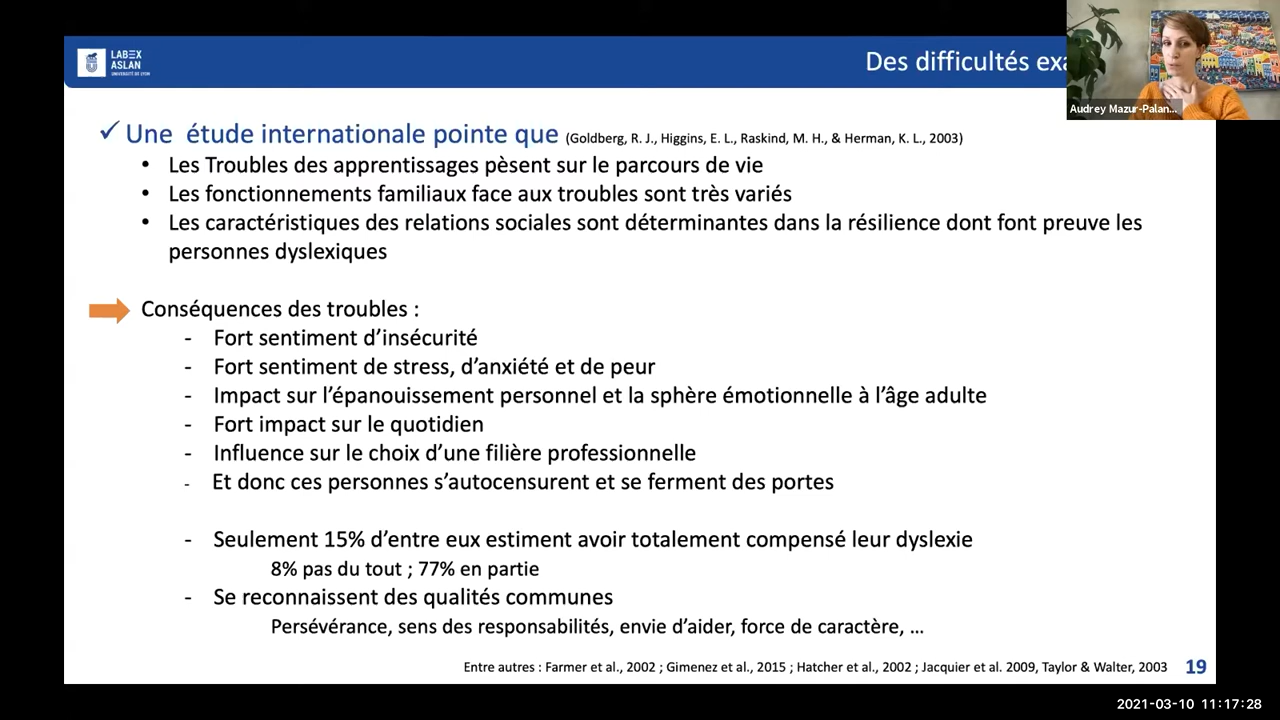 LABEX
ASLAN
UNIVERSITÉ DE LYON
Des difficultés
Audrey Mazur-Palan...
✓ Une étude internationale pointe que (Goldberg, R. J., Higgins, E. L., Raskind, M. H., & Herman, K. L., 2003)
• Les Troubles des apprentissages pèsent sur le parcours de vie
• Les fonctionnements familiaux face aux troubles sont très variés
• Les caractéristiques des relations sociales sont déterminantes dans la résilience dont font preuve les
personnes dyslexiques
Conséquences des troubles :
- Fort sentiment d’insécurité
- Fort sentiment de stress, d’anxiété et de peur
- Impact sur l’épanouissement personnel et la sphère émotionnelle à l’âge adulte
- Fort impact sur le quotidien
- Influence sur le choix d’une filière professionnelle
- Et donc ces personnes s’autocensurent et se ferment des portes
- Seulement 15% d’entre eux estiment avoir totalement compensé leur dyslexie
8% pas du tout ; 77% en partie
- Se reconnaissent des qualités communes
Persévérance, sens des responsabilités, envie d’aider, force de caractère, …
Entre autres : Farmer et al., 2002 ; Gimenez et al., 2015 ; Hatcher et al., 2002 ; Jacquier et al. 2009, Taylor & Walter, 2003
19
2021-03-10 11:17:28